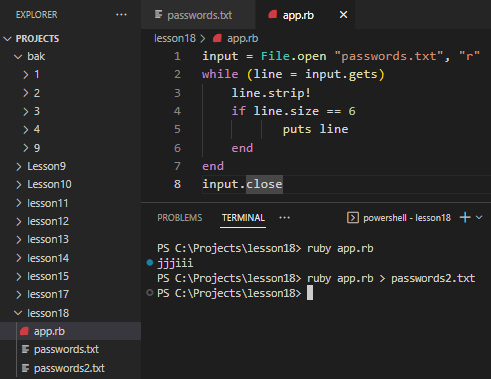 EXPLORER
PROJECTS
bak
1
2
3
4
9
Lesson9
Lesson10
lesson11
lesson12
lesson13
lesson14
lesson15
lesson17
lesson18
app.rb
passwords.txt
passwords2.txt
passwords.txt app.rb
lesson18 > app.rb
1 input = File.open "passwords.txt", "r"
2 while (line = input.gets)
3 line.strip!
4 if line.size == 6
5 puts line
6 end
7 end
8 input.close
PROBLEMS TERMINAL ... powershell - lesson18
PS C:\Projects\lesson18> ruby app.rb
jjjiii
PS C:\Projects\lesson18> ruby app.rb > passwords2.txt
PS C:\Projects\lesson18>